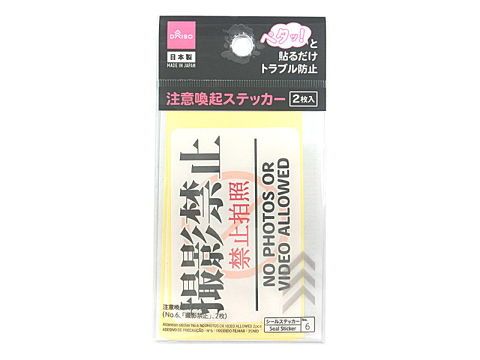 DAISO
日本製
MADE IN JAPAN
ペタッ!と
貼るだけ
トラブル防止
注意喚起ステッカー
2枚入
撮影禁止
禁止拍照
NO PHOTOS OR
VIDEO ALLOWED
注意喚起
(No.6、「撮影禁止」、2枚)
シールステッカー
Seal Sticker
No.
6